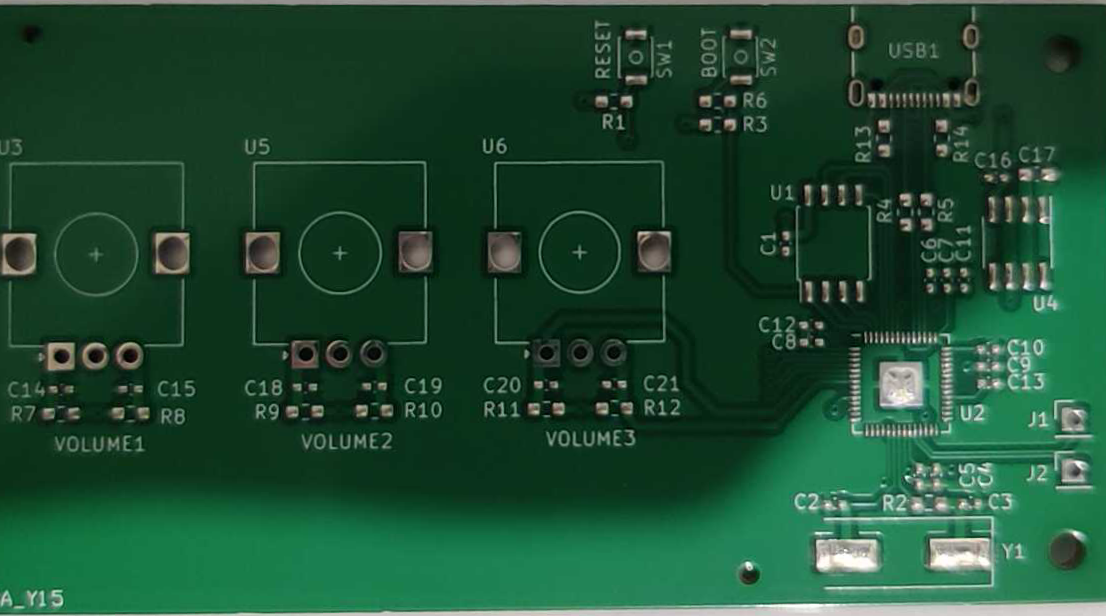 RESET
SW1
BOOT
SW2
USB1
R1
R6
R3
R13
R14
U3
U5
U6
U1
C16
C17
R4
R5
C1
C6
C7
C11
U4
C12
C8
C10
C9
C13
U2
C14
C15
C18
C19
C20
C21
R7
R8
R9
R10
R11
R12
VOLUME1
VOLUME2
VOLUME3
J1
J2
C5
C4
C2
R2
C3
Y1
A_Y15